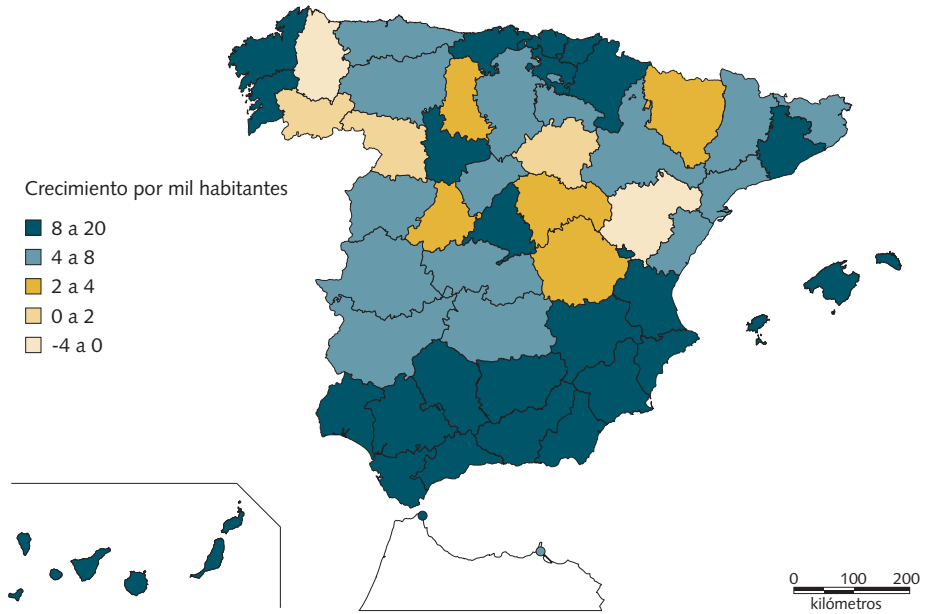 Crecimiento por mil habitantes
8 a 20
4 a 8
2 a 4
0 a 2
-4 a 0
0 100 200
kilómetros